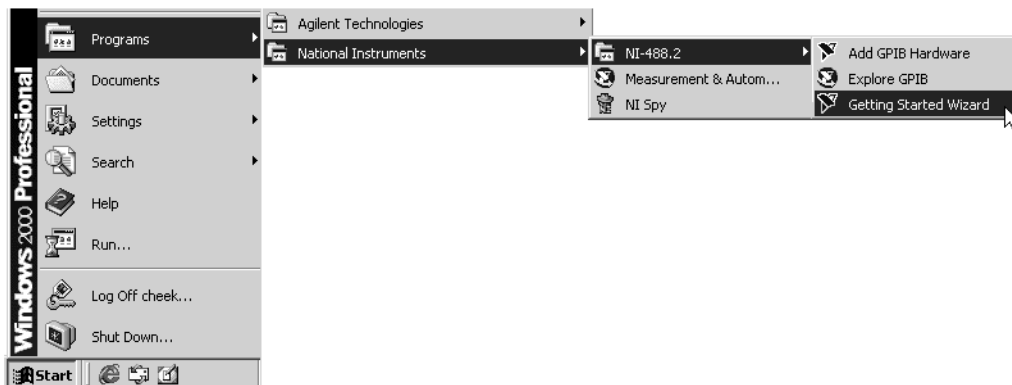 Windows 2000 Professional
Programs
Documents
Settings
Search
Help
Run...
Log Off cheek...
Shut Down...
Start
Agilent Technologies
National Instruments
NI-488.2
Measurement & Autom...
NI Spy
Add GPIB Hardware
Explore GPIB
Getting Started Wizard